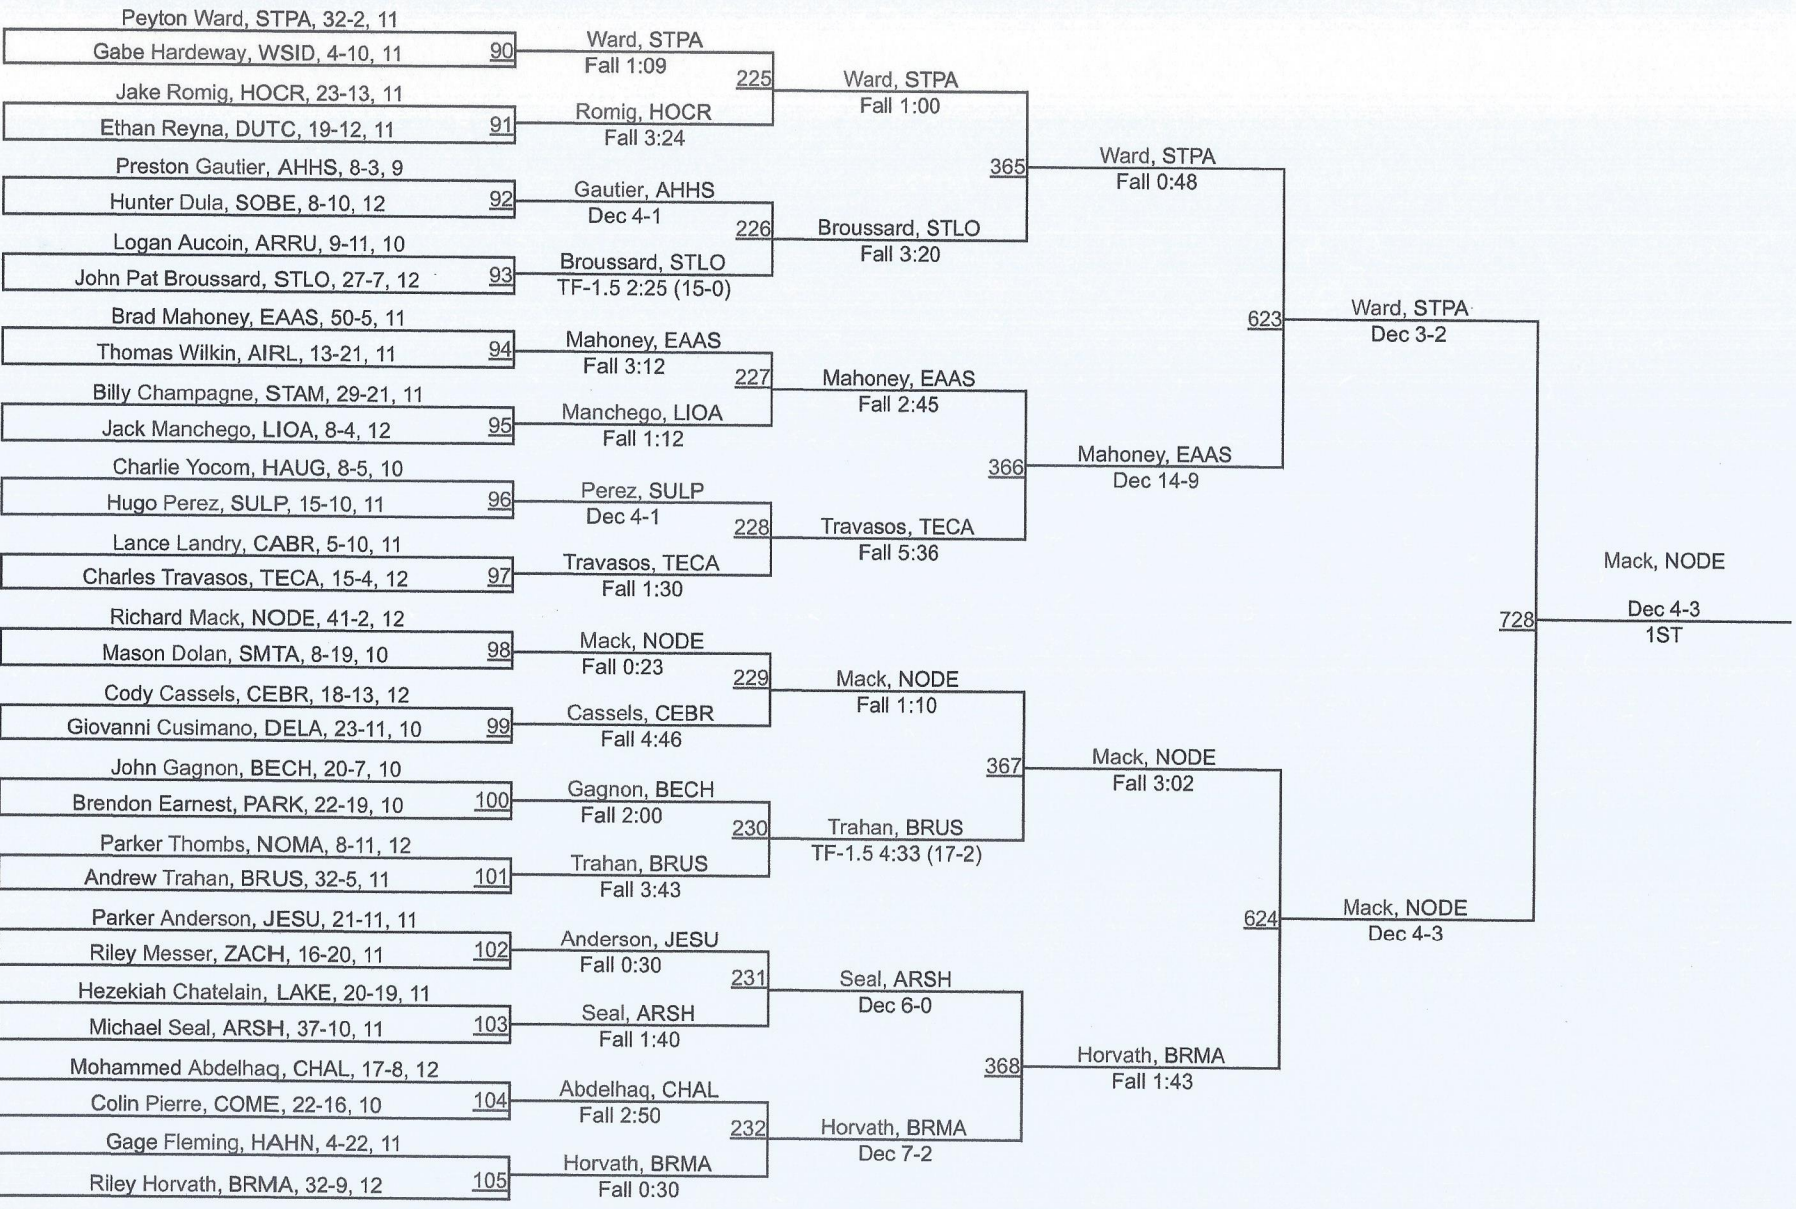 Peyton Ward, STPA, 32-2, 11
Gabe Hardeway, WSID, 4-10, 11
90
Jake Romig, HOCR, 23-13, 11
Ethan Reyna, DUTC, 19-12, 11
91
Preston Gautier, AHHS, 8-3, 9
Hunter Dula, SOBE, 8-10, 12
92
Logan Aucoin, ARRU, 9-11, 10
John Pat Broussard, STLO, 27-7, 12
93
Brad Mahoney, EAAS, 50-5, 11
Thomas Wilkin, AIRL, 13-21, 11
94
Billy Champagne, STAM, 29-21, 11
Jack Manchego, LIOA, 8-4, 12
95
Charlie Yocom, HAUG, 8-5, 10
Hugo Perez, SULP, 15-10, 11
96
Lance Landry, CABR, 5-10, 11
Charles Travasos, TECA, 15-4, 12
97
Richard Mack, NODE, 41-2, 12
Mason Dolan, SMTA, 8-19, 10
98
Cody Cassels, CEBR, 18-13, 12
Giovanni Cusimano, DELA, 23-11, 10
99
John Gagnon, BECH, 20-7, 10
Brendon Earnest, PARK, 22-19, 10
100
Parker Thombs, NOMA, 8-11, 12
Andrew Trahan, BRUS, 32-5, 11
101
Parker Anderson, JESU, 21-11, 11
Riley Messer, ZACH, 16-20, 11
102
Hezekiah Chatelain, LAKE, 20-19, 11
Michael Seal, ARSH, 37-10, 11
103
Mohammed Abdelhaq, CHAL, 17-8, 12
Colin Pierre, COME, 22-16, 10
104
Gage Fleming, HAHN, 4-22, 11
Riley Horvath, BRMA, 32-9, 12
105
Ward, STPA
Fall 1:09
225
Romig, HOCR
Fall 3:24
Gautier, AHHS
Dec 4-1
226
Broussard, STLO
TF-1.5 2:25 (15-0)
Mahoney, EAAS
Fall 3:12
227
Manchego, LIOA
Fall 1:12
Perez, SULP
Dec 4-1
228
Travasos, TECA
Fall 1:30
Mack, NODE
Fall 0:23
229
Cassels, CEBR
Fall 4:46
Gagnon, BECH
Fall 2:00
230
Trahan, BRUS
Fall 3:43
Anderson, JESU
Fall 0:30
231
Seal, ARSH
Fall 1:40
Abdelhaq, CHAL
Fall 2:50
232
Horvath, BRMA
Fall 0:30
Ward, STPA
Fall 1:00
365
Broussard, STLO
Fall 3:20
Mahoney, EAAS
Fall 2:45
366
Travasos, TECA
Fall 5:36
Mack, NODE
Fall 1:10
367
Trahan, BRUS
TF-1.5 4:33 (17-2)
Seal, ARSH
Dec 6-0
368
Horvath, BRMA
Dec 7-2
Ward, STPA
Fall 0:48
623
Mahoney, EAAS
Dec 14-9
Mack, NODE
Fall 3:02
624
Horvath, BRMA
Fall 1:43
Ward, STPA
Dec 3-2
728
Mack, NODE
Dec 4-3
Mack, NODE
Dec 4-3
1ST